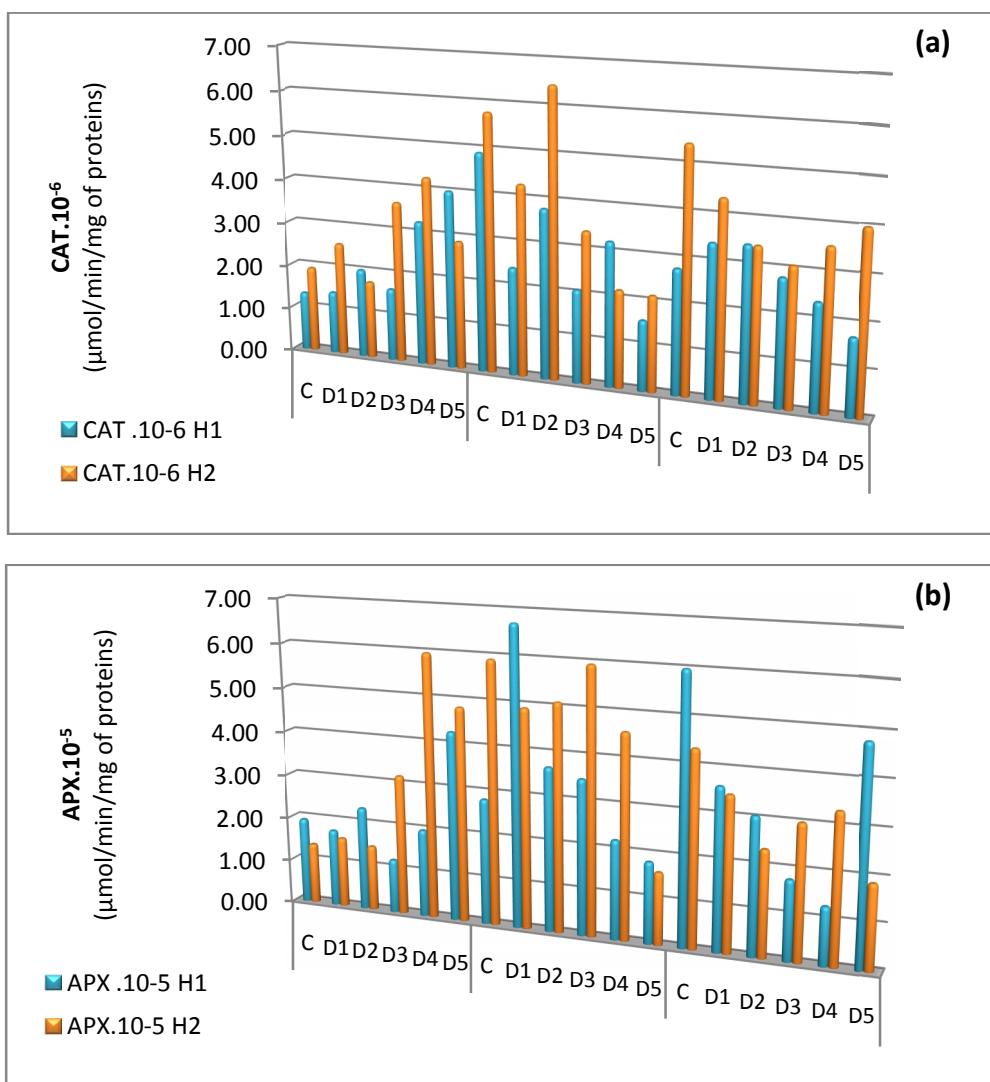 (a)
7.00
6.00
5.00
4.00
3.00
2.00
1.00
0.00
CAT.10-6
(µmol/min/mg of proteins)
C D1 D2 D3 D4 D5 C D1 D2 D3 D4 D5 C D1 D2 D3 D4 D5
CAT .10-6 H1
CAT.10-6 H2
(b)
7.00
6.00
5.00
4.00
3.00
2.00
1.00
0.00
APX.10-5
(µmol/min/mg of proteins)
C D1 D2 D3 D4 D5 C D1 D2 D3 D4 D5 C D1 D2 D3 D4 D5
APX .10-5 H1
APX.10-5 H2